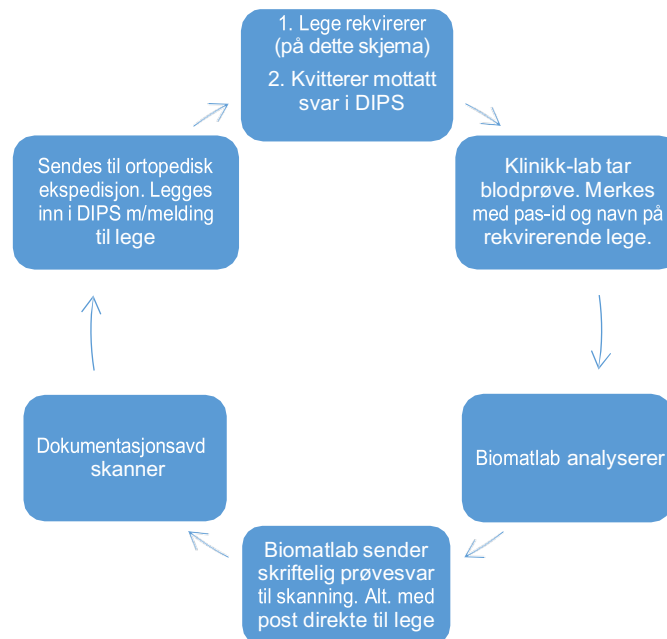 1. Lege rekvirerer
(på dette skjema)
2. Kvitterer mottatt
svar i DIPS
Klinikk-lab tar
blodprøve. Merkes
med pas-id og navn på
rekvirerende lege.
Biomatlab analyserer
Biomatlab sender
skriftelig prøvesvar
til skanning. Alt. med
post direkte til lege
Dokumentasjonsavd
skanner
Sendes til ortopedisk
ekspedisjon. Legges
inn i DIPS m/melding
til lege